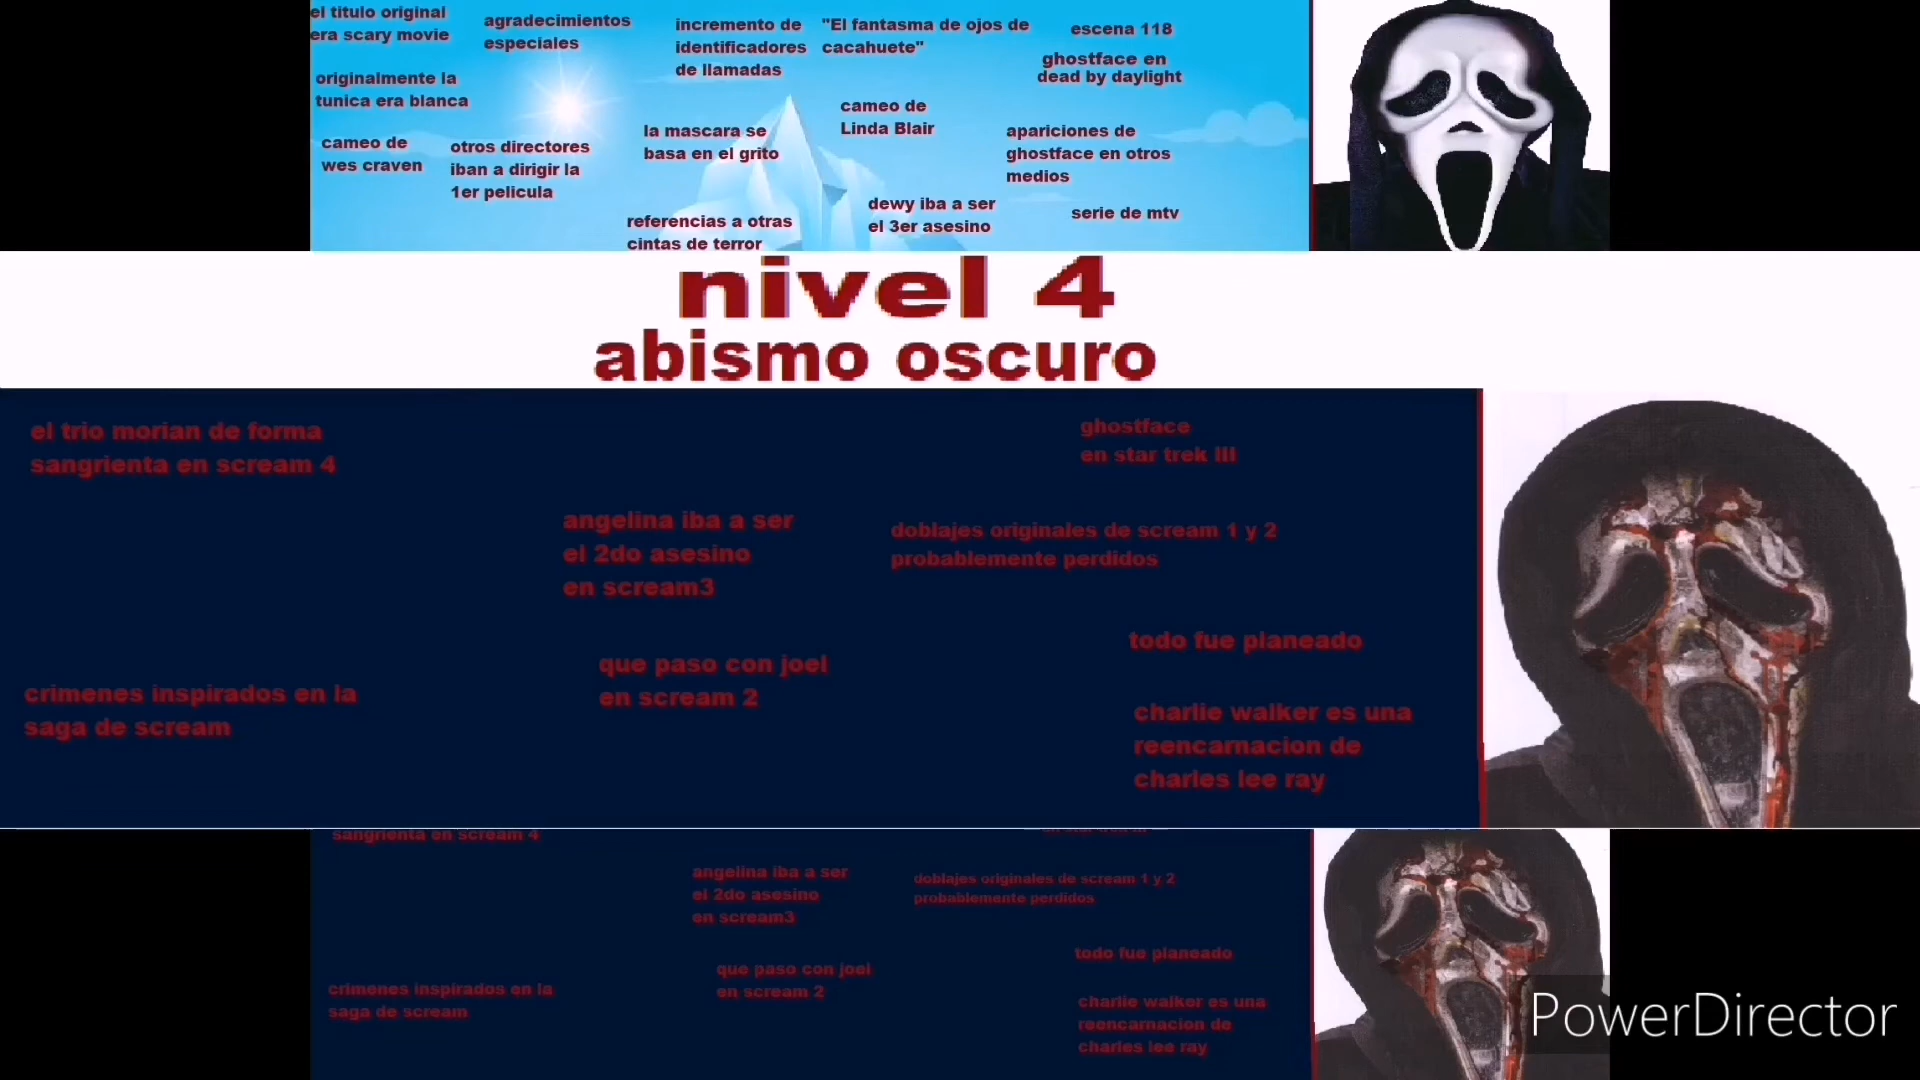 el titulo original
era scary movie
agradecimientos
especiales
incremento de
identificadores
de llamadas
"El fantasma de ojos de
cacahuete"
escena 118
ghostface en
dead by daylight
originalmente la
tunica era blanca
cameo de
Linda Blair
cameo de
wes craven
otros directores
iban a dirigir la
1er pelicula
la mascara se
basa en el grito
apariciones de
ghostface en otros
medios
referencias a otras
cintas de terror
dewy iba a ser
el 3er asesino
serie de mtv
nivel 4
abismo oscuro
el trio morian de forma
sangrienta en scream 4
ghostface
en star trek III
angelina iba a ser
el 2do asesino
en scream3
doblajes originales de scream 1 y 2
probablemente perdidos
que paso con joel
en scream 2
todo fue planeado
crimenes inspirados en la
saga de scream
charlie walker es una
reencarnacion de
charles lee ray
sangrienta en scream 4
angelina iba a ser
el 2do asesino
en scream3
doblajes originales de scream 1 y 2
probablemente perdidos
que paso con joel
en scream 2
todo fue planeado
crimenes inspirados en la
saga de scream
charlie walker es una
reencarnacion de
charles lee ray
PowerDirector